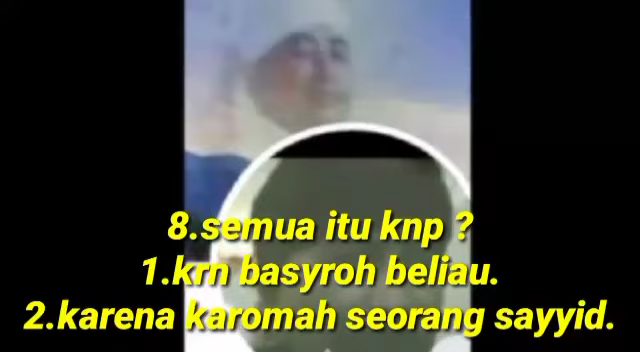 8.semua itu knp ?
1.krn basyroh beliau.
2.karena karomah seorang sayyid.